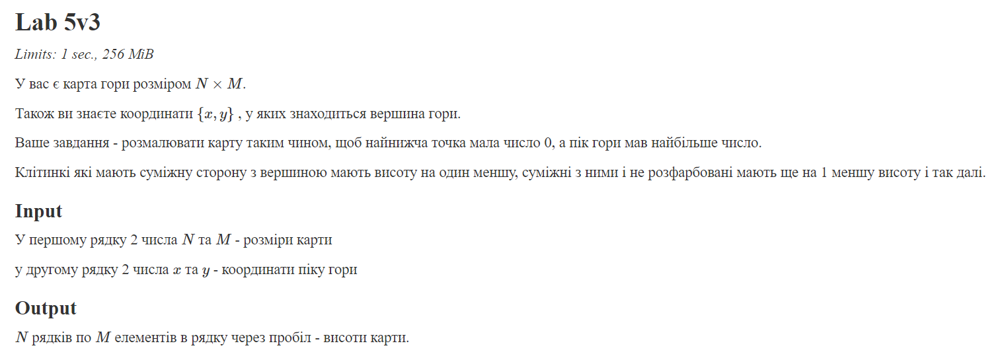 Lab 5v3
Limits: 1 sec., 256 MiB
У вас є карта гори розміром N × M.
Також ви знаєте координати {x, y} , у яких знаходиться вершина гори.
Ваше завдання - розмалювати карту таким чином, щоб найнижча точка мала число 0, а пік гори мав найбільше число.
Клітинкі які мають суміжну сторону з вершиною мають висоту на один меншу, суміжні з ними і не розфарбовані мають ще на 1 меншу висоту і так далі.
Input
У першому рядку 2 числа N та M - розміри карти
у другому рядку 2 числа x та y - координати піку гори
Output
N рядків по M елементів в рядку через пробіл - висоти карти.